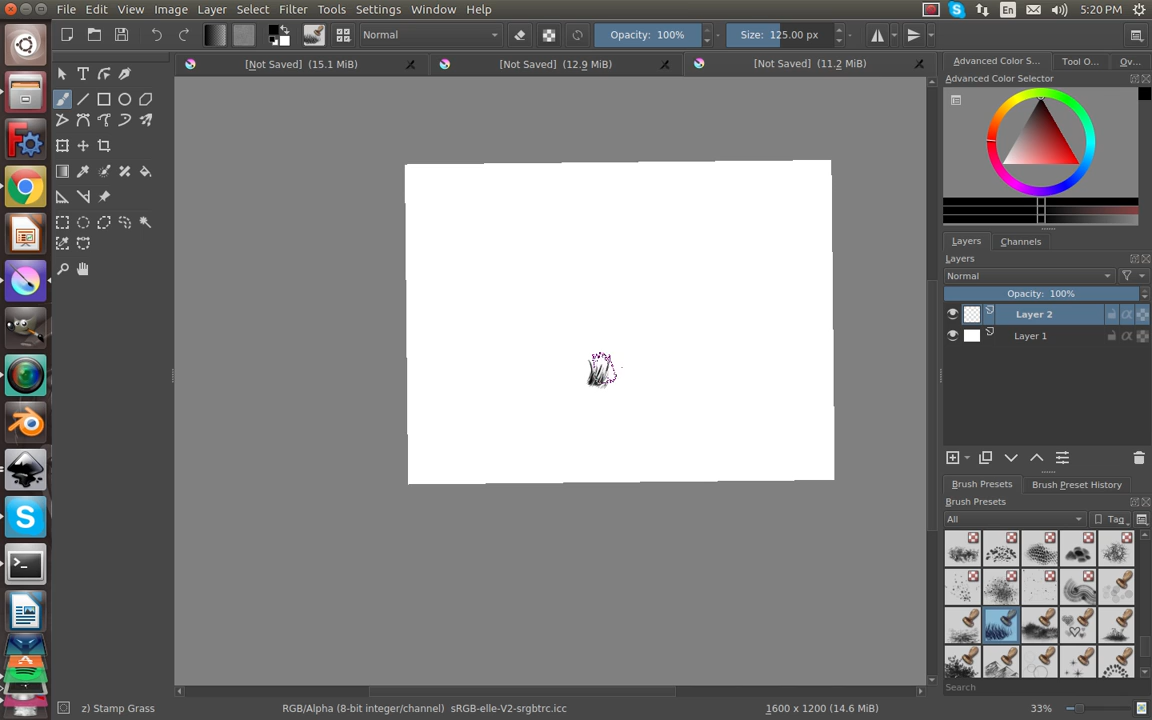 File Edit View Image Layer Select Filter Tools Settings Window Help En 5:20 PM
Normal Opacity: 100% Size: 125.00 px
[Not Saved] (15.1 MiB) [Not Saved] (12.9 MiB) [Not Saved] (11.2 MiB)
Advanced Color S... Tool O... Ov...
Advanced Color Selector
Layers Channels
Layers
Normal
Opacity: 100%
Layer 2
Layer 1
Brush Presets Brush Preset History
Brush Presets
All Tag
Search
z) Stamp Grass RGB/Alpha (8-bit integer/channel) sRGB-elle-V2-srgbtrc.icc 1600 x 1200 (14.6 MiB) 33%